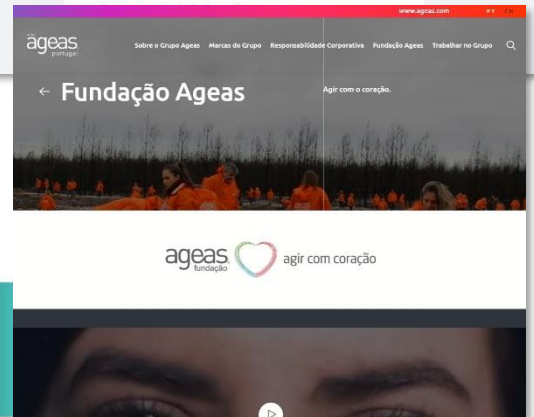 www.ageas.com
ageas
portugal
Sobre o Grupo Ageas Marcas do Grupo Responsabilidade Corporativa Fundação Ageas Trabalhar no Grupo
← Fundação Ageas
Agir com o coração.
ageas
fundação
agir com coração